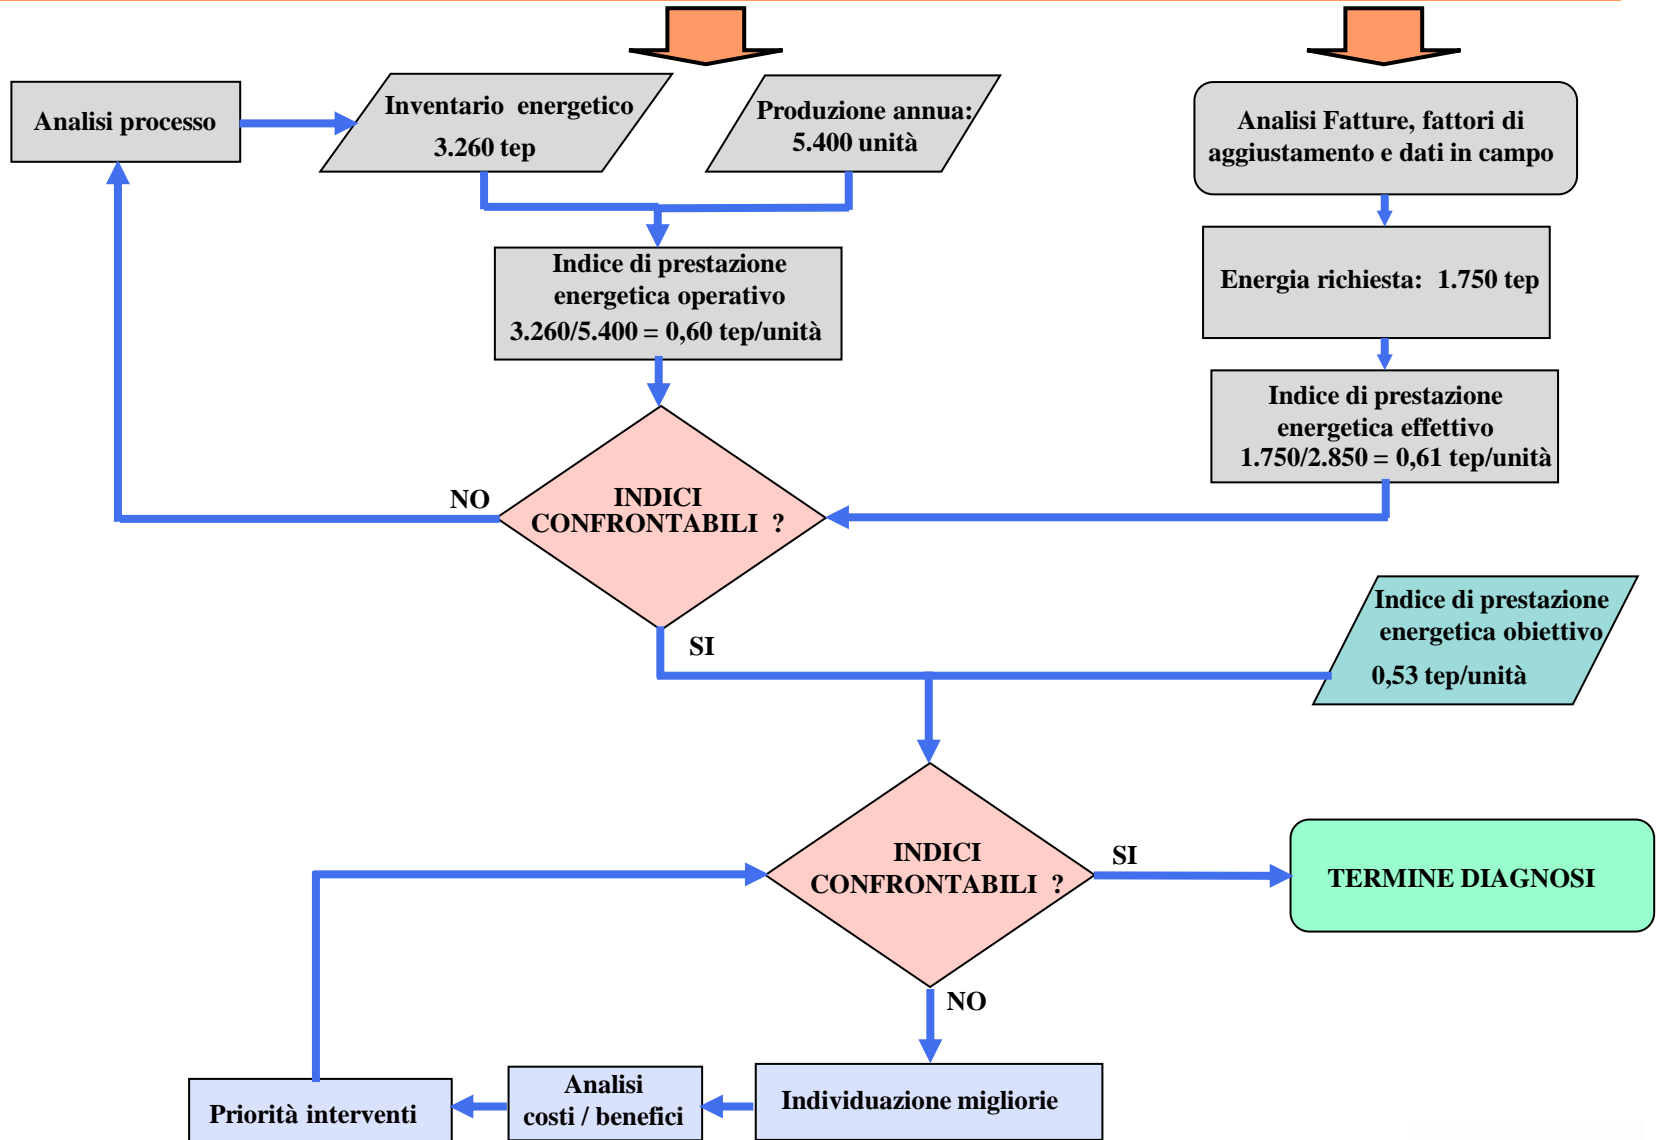 Analisi processo
Inventario energetico
3.260 tep
Produzione annua:
5.400 unità
Analisi Fatture, fattori di
aggiustamento e dati in campo
Indice di prestazione
energetica operativo
3.260/5.400 = 0,60 tep/unità
Energia richiesta: 1.750 tep
Indice di prestazione
energetica effettivo
1.750/2.850 = 0,61 tep/unità
NO
INDICI
CONFRONTABILI ?
SI
Indice di prestazione
energetica obiettivo
0,53 tep/unità
INDICI
CONFRONTABILI ?
SI
TERMINE DIAGNOSI
NO
Priorità interventi
Analisi
costi / benefici
Individuazione migliorie